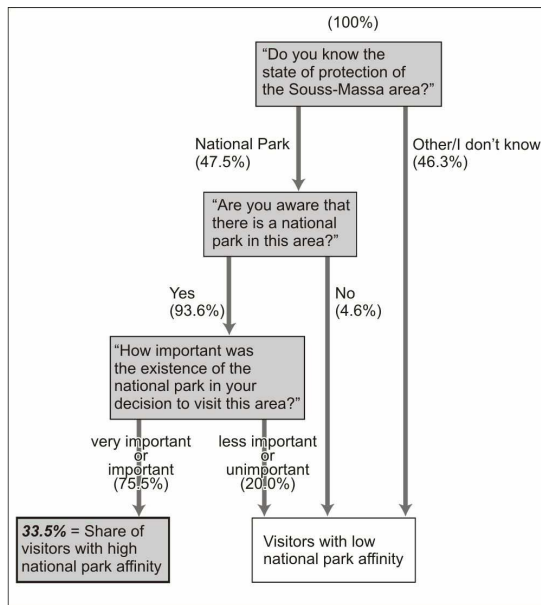 (100%)
“Do you know the
state of protection of
the Souss-Massa area?”
National Park
(47.5%)
Other/I don’t know
(46.3%)
“Are you aware that
there is a national
park in this area?”
Yes
(93.6%)
No
(4.6%)
“How important was
the existence of the
national park in your
decision to visit this area?”
very important
or
important
(75.5%)
less important
or
unimportant
(20.0%)
33.5% = Share of
visitors with high
national park affinity
Visitors with low
national park affinity